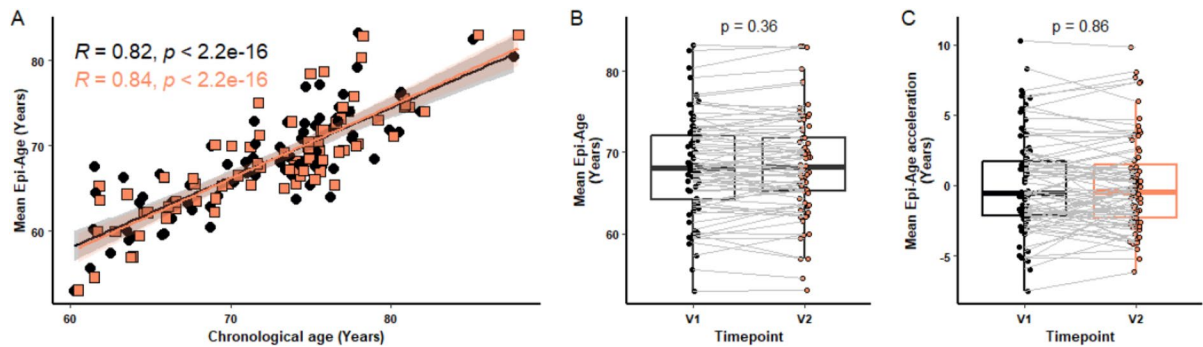 A
R = 0.82, p < 2.2e-16
R = 0.84, p < 2.2e-16
Mean Epi-Age (Years)
80
70
60
60
70
80
Chronological age (Years)
B
p = 0.36
Mean Epi-Age
(Years)
80
70
60
V1
V2
Timepoint
C
p = 0.86
Mean Epi-Age acceleration
(Years)
10
5
0
-5
V1
V2
Timepoint